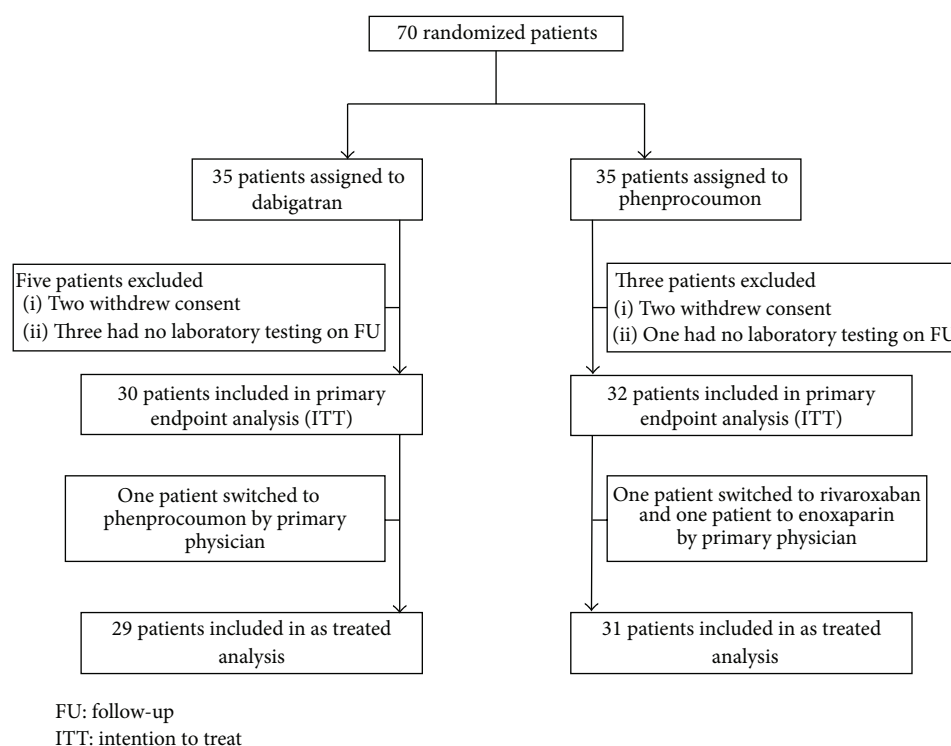 70 randomized patients
35 patients assigned to
dabigatran
35 patients assigned to
phenprocoumon
Five patients excluded
(i) Two withdrew consent
(ii) Three had no laboratory testing on FU
Three patients excluded
(i) Two withdrew consent
(ii) One had no laboratory testing on FU
30 patients included in primary
endpoint analysis (ITT)
32 patients included in primary
endpoint analysis (ITT)
One patient switched to
phenprocoumon by primary
physician
One patient switched to rivaroxaban
and one patient to enoxaparin
by primary physician
29 patients included in as treated
analysis
31 patients included in as treated
analysis
FU: follow-up
ITT: intention to treat